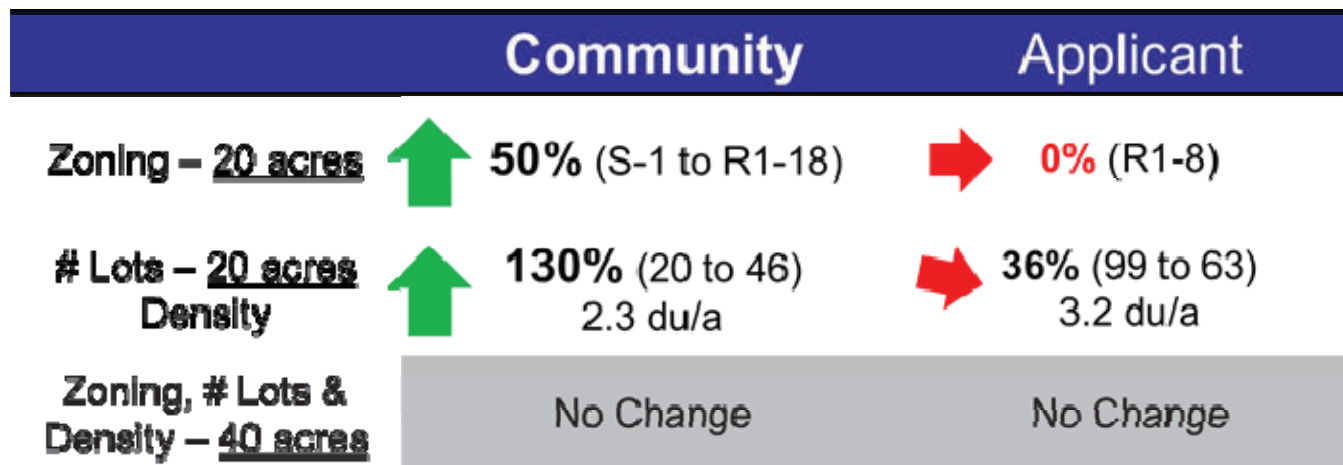 Community Applicant
Zoning – 20 acres 50% (S-1 to R1-18) 0% (R1-8)
# Lots – 20 acres 130% (20 to 46) 36% (99 to 63)
Density 2.3 du/a 3.2 du/a
Zoning, # Lots &
Density – 40 acres No Change No Change